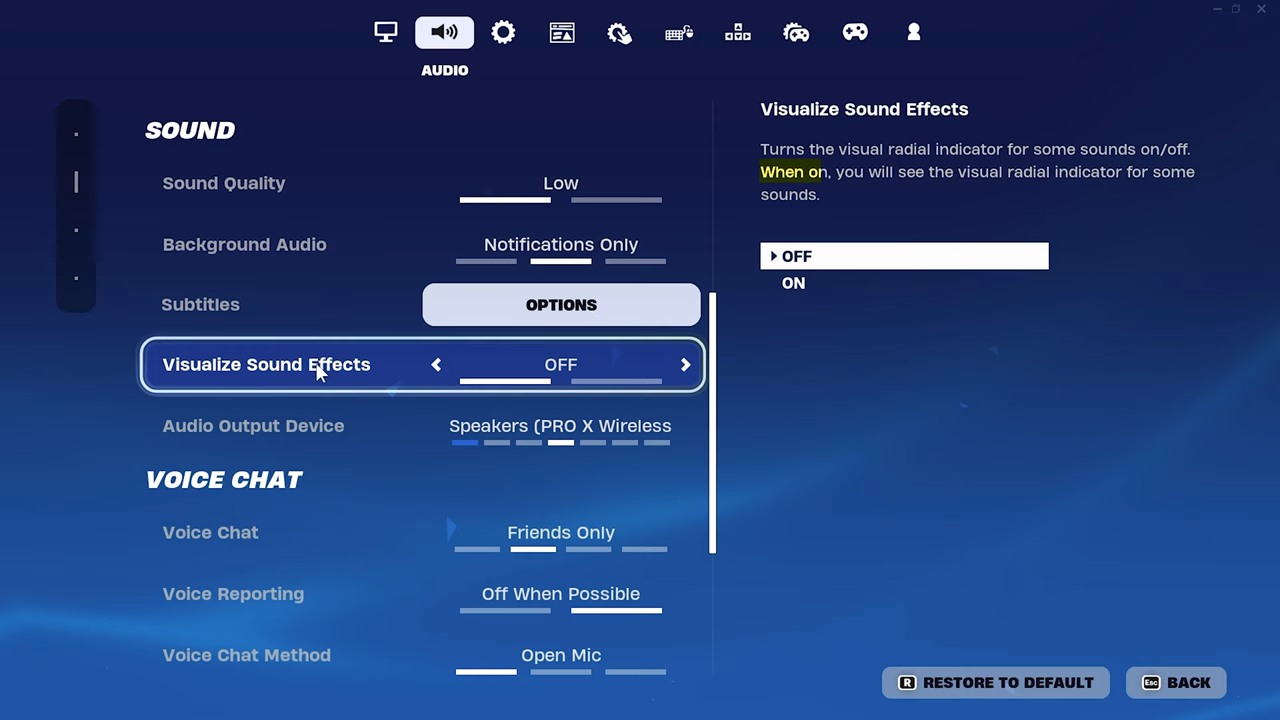 AUDIO
SOUND
Sound Quality
Low
Background Audio
Notifications Only
Subtitles
OPTIONS
Visualize Sound Effects
OFF
Audio Output Device
Speakers (PRO X Wireless
VOICE CHAT
Voice Chat
Friends Only
Voice Reporting
Off When Possible
Voice Chat Method
Open Mic
Visualize Sound Effects
Turns the visual radial indicator for some sounds on/off.
When on, you will see the visual radial indicator for some
sounds.
OFF
ON
R RESTORE TO DEFAULT
Esc BACK